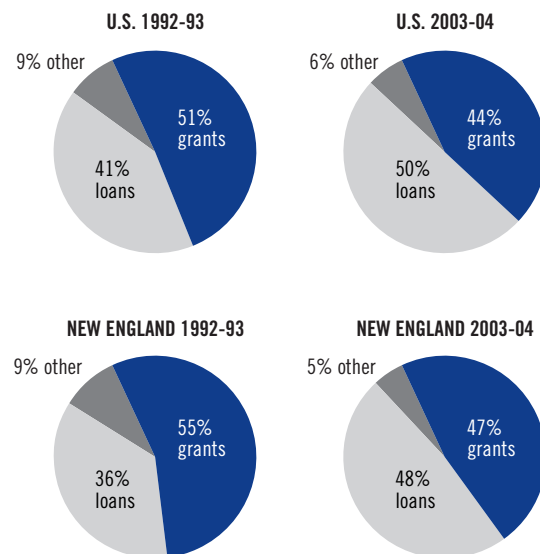 U.S. 1992-93
9% other
51%
grants
41%
loans
U.S. 2003-04
6% other
44%
grants
50%
loans
NEW ENGLAND 1992-93
9% other
55%
grants
36%
loans
NEW ENGLAND 2003-04
5% other
47%
grants
48%
loans